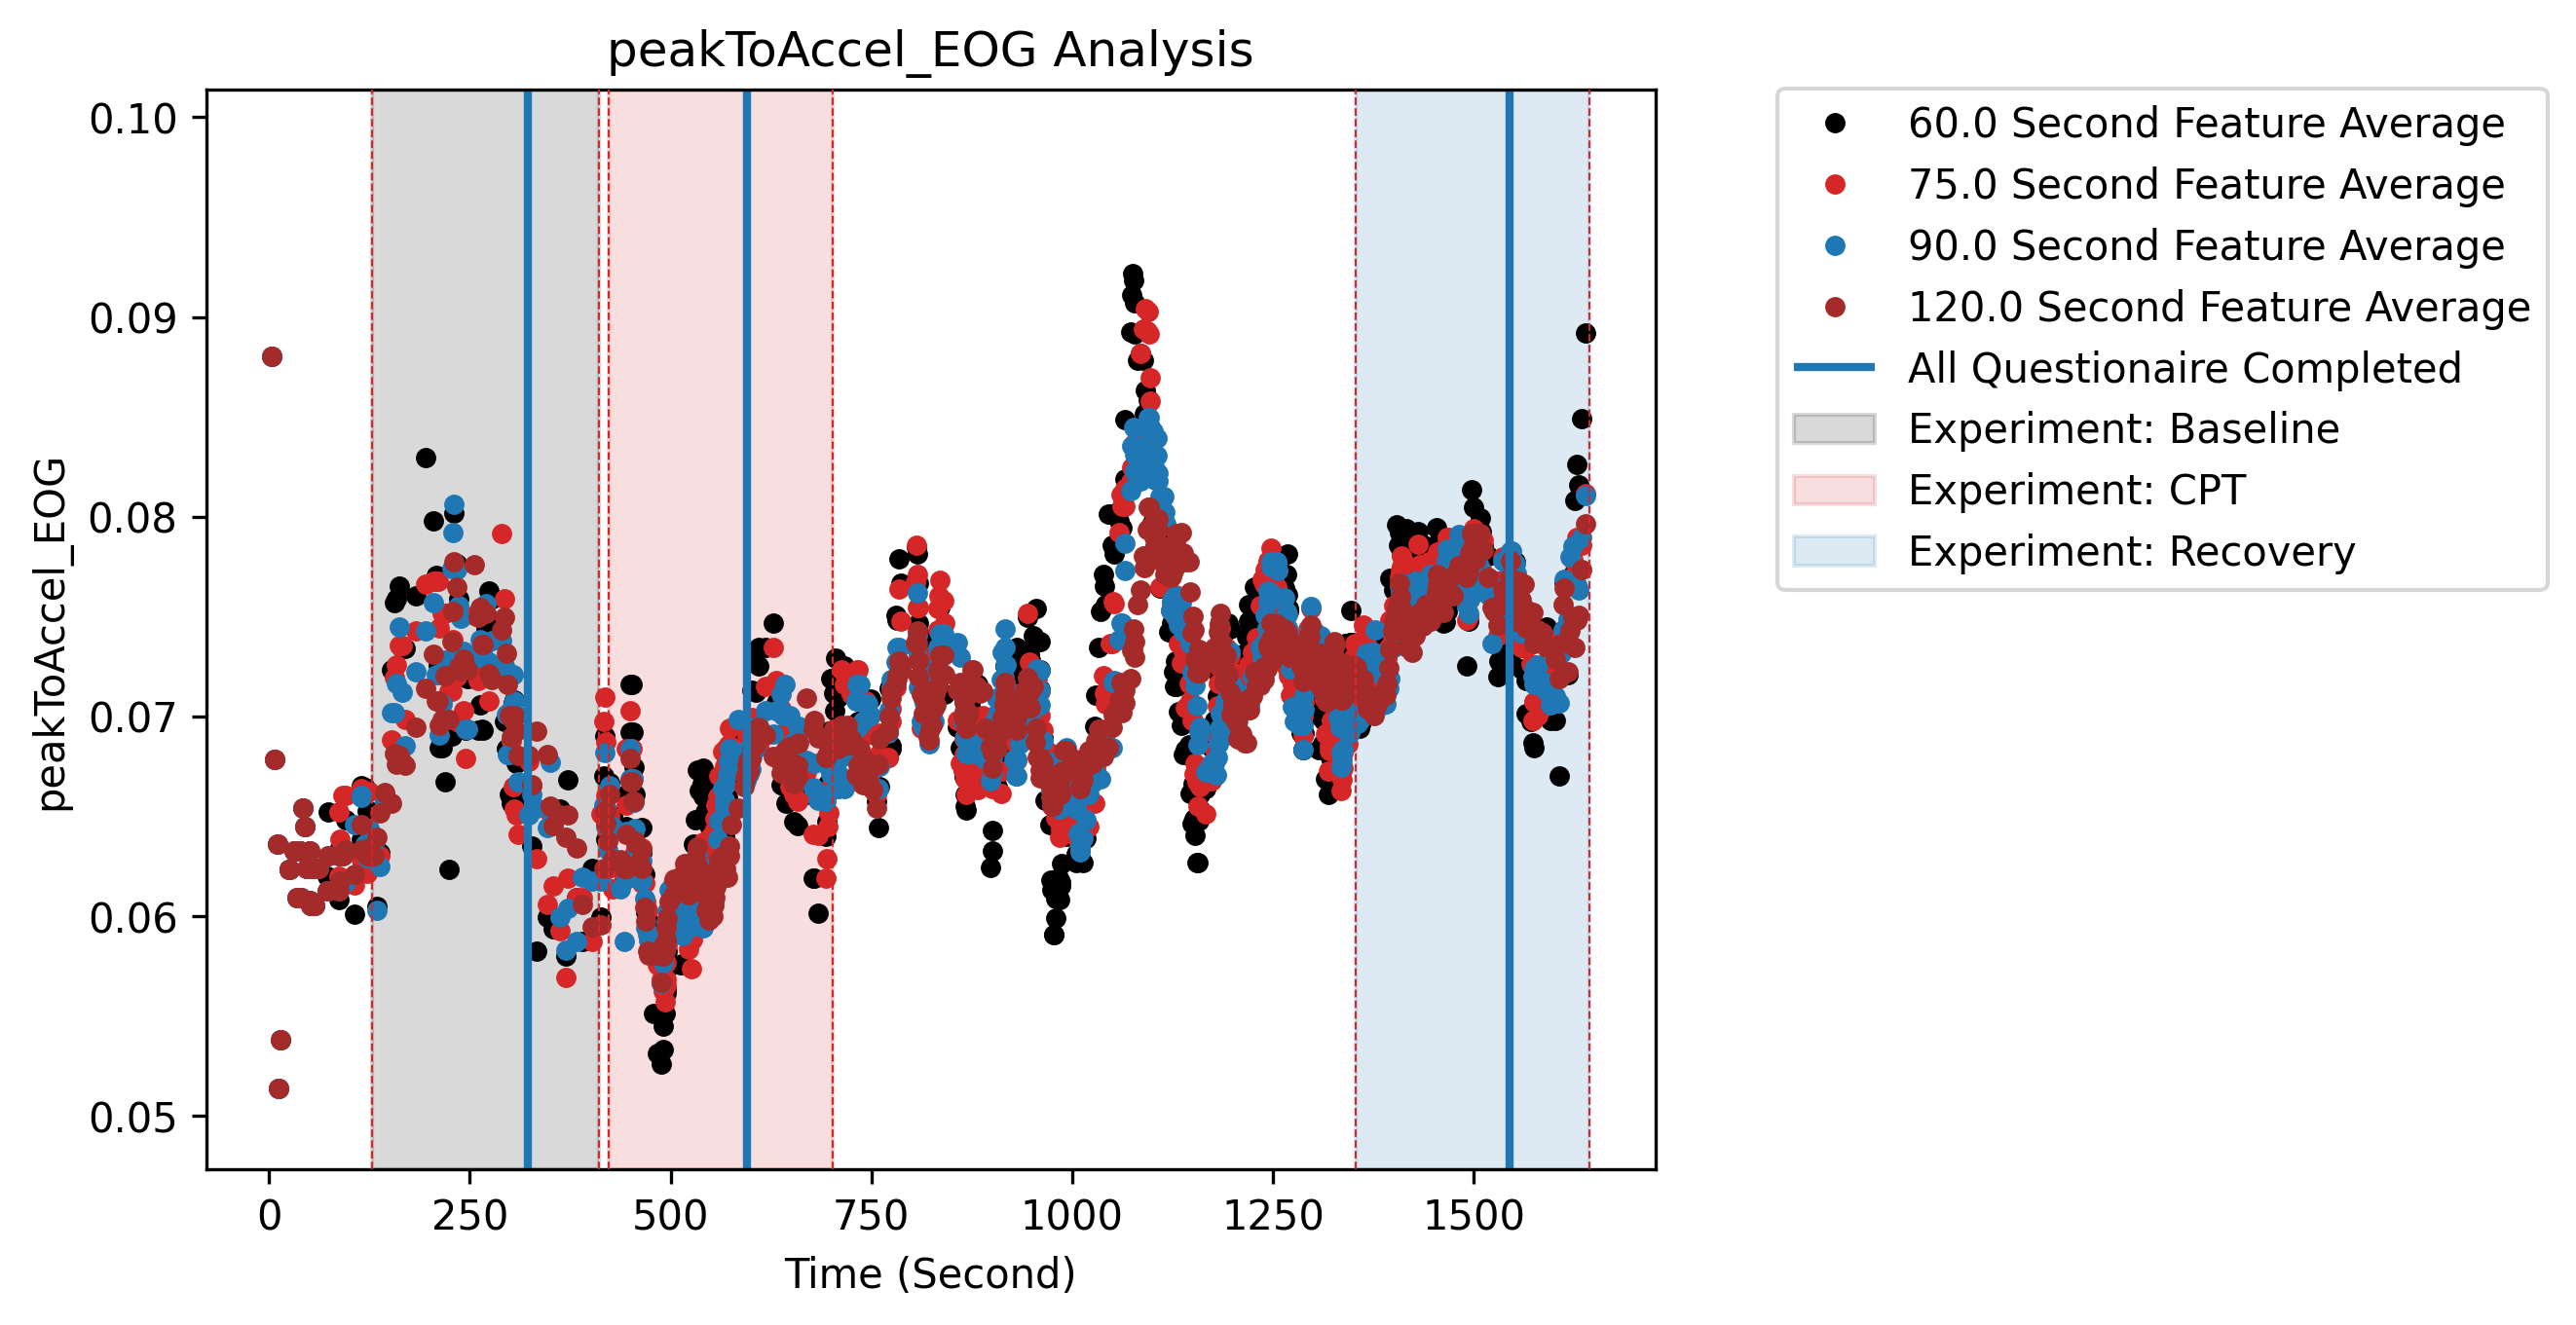 peakToAccel_EOG Analysis
0.10
0.09
0.08
0.07
0.06
0.05
peakToAccel_EOG
0
250
500
750
1000
1250
1500
Time (Second)
60.0 Second Feature Average
75.0 Second Feature Average
90.0 Second Feature Average
120.0 Second Feature Average
All Questionaire Completed
Experiment: Baseline
Experiment: CPT
Experiment: Recovery